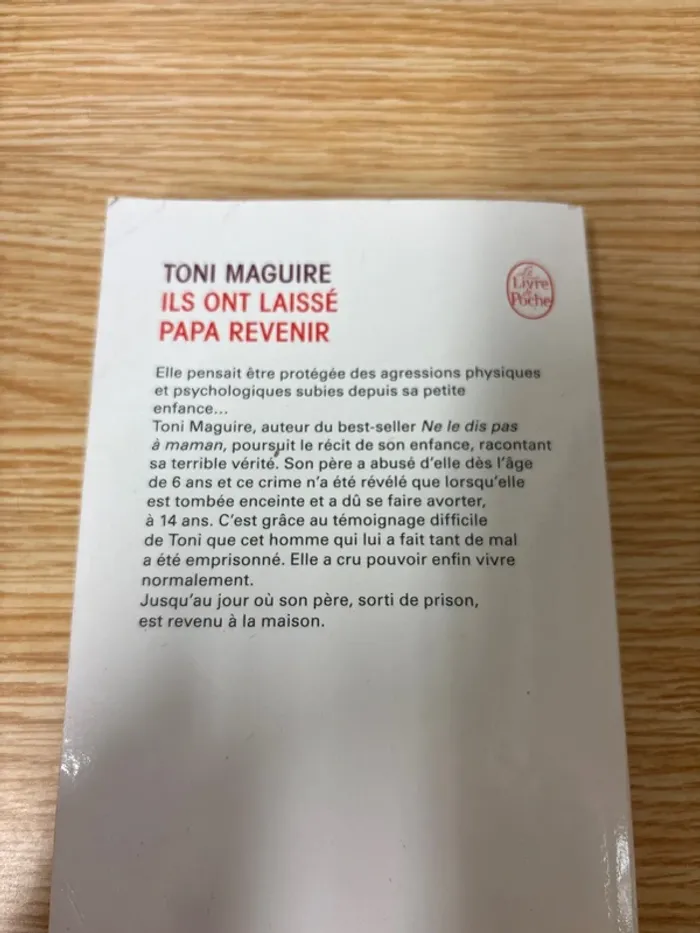 TONI MAGUIRE
ILS ONT LAISSÉ
PAPA REVENIR
Le
Livre
de
Poche
Elle pensait être protégée des agressions physiques
et psychologiques subies depuis sa petite
enfance...
Toni Maguire, auteur du best-seller Ne le dis pas
à maman, poursuit le récit de son enfance, racontant
sa terrible vérité. Son père a abusé d'elle dès l'âge
de 6 ans et ce crime n'a été révélé que lorsqu'elle
est tombée enceinte et a dû se faire avorter,
à 14 ans. C'est grâce au témoignage difficile
de Toni que cet homme qui lui a fait tant de mal
a été emprisonné. Elle a cru pouvoir enfin vivre
normalement.
Jusqu'au jour où son père, sorti de prison,
est revenu à la maison.